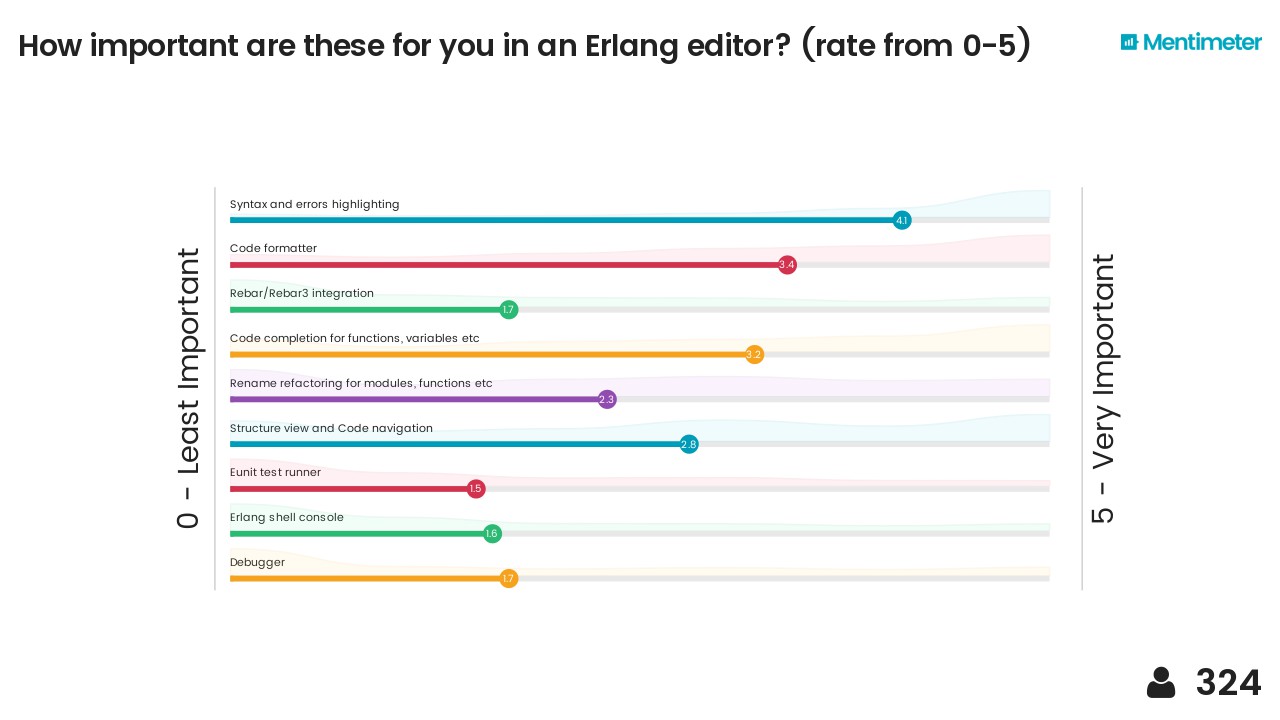 How important are these for you in an Erlang editor? (rate from 0-5)
Mentimeter
0 - Least Important
Syntax and errors highlighting
4.1
Code formatter
3.4
Rebar/Rebar3 integration
1.7
Code completion for functions, variables etc
3.2
Rename refactoring for modules, functions etc
2.3
Structure view and Code navigation
2.8
Eunit test runner
1.5
Erlang shell console
1.6
Debugger
1.7
5 - Very Important
324